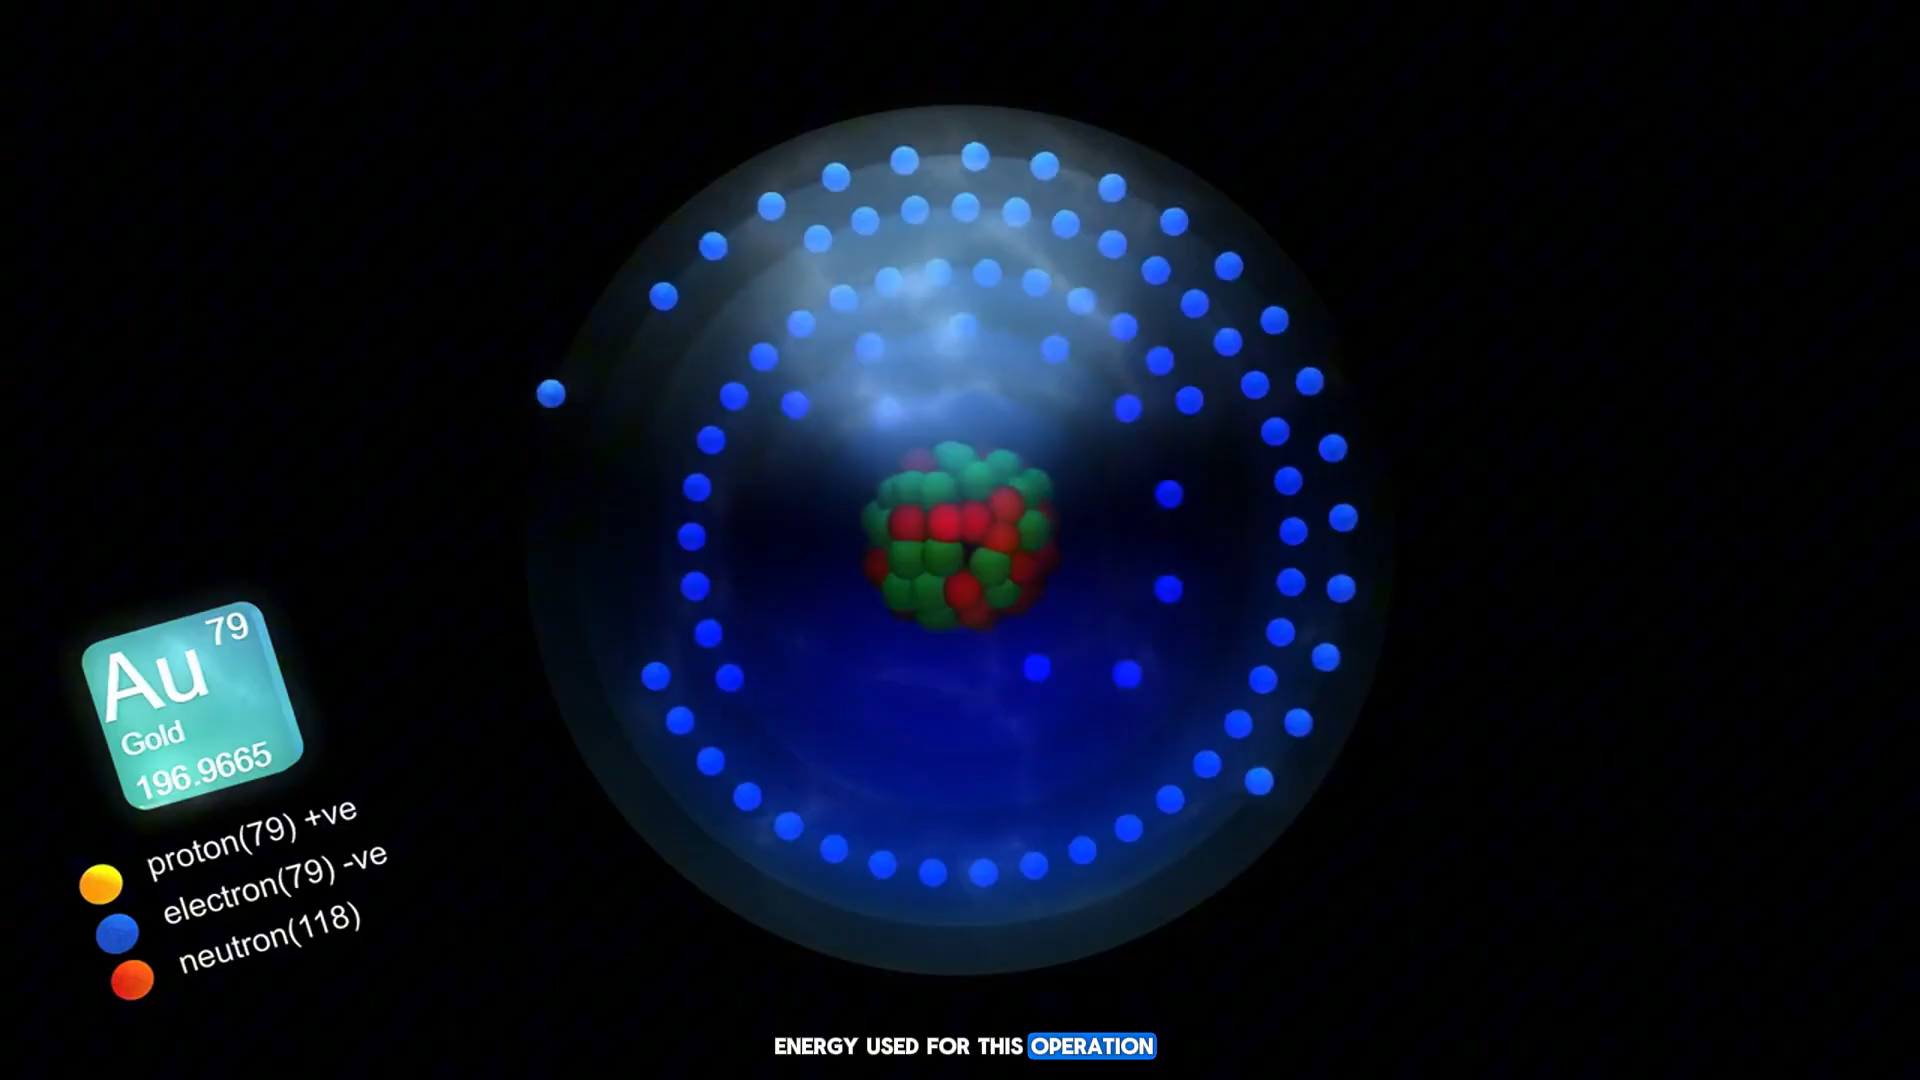 79
Au
Gold
196.9665
proton(79) +ve
electron(79) -ve
neutron(118)
ENERGY USED FOR THIS OPERATION